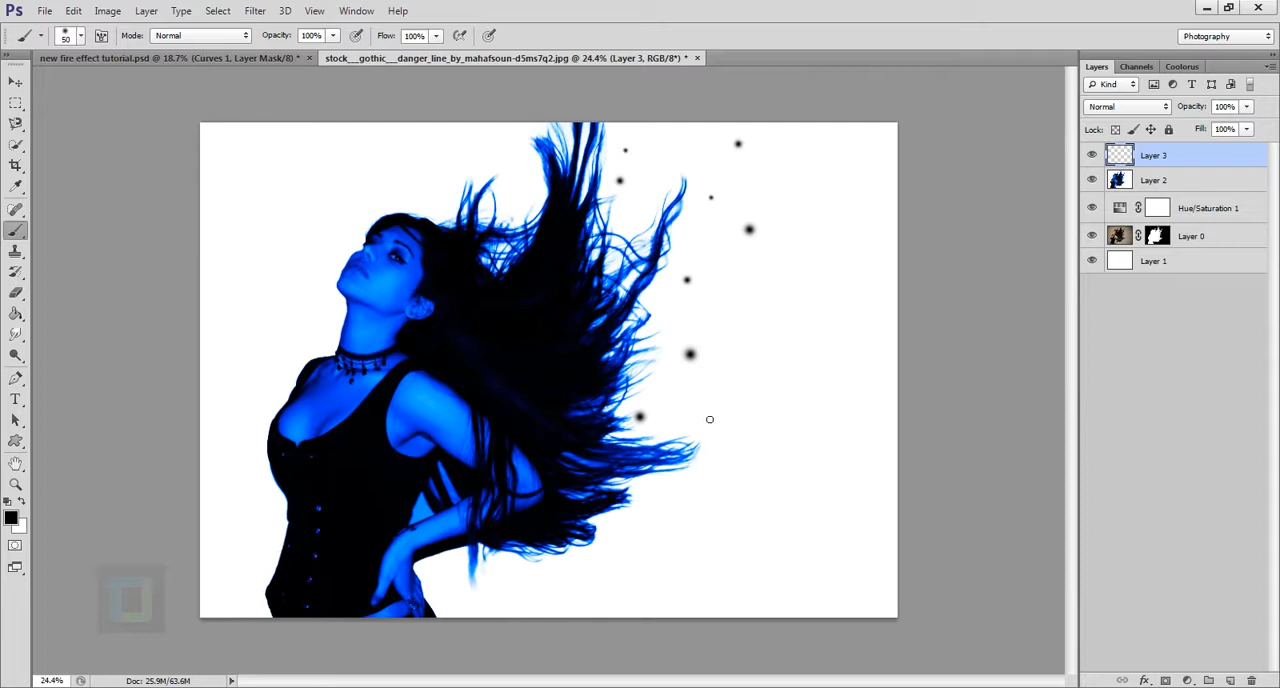 Ps File Edit Image Layer Type Select Filter 3D View Window Help
50 Mode: Normal Opacity: 100% Flow: 100% Photography
new fire effect tutorial.psd @ 18.7% (Curves 1, Layer Mask/8) * × stock__gothic__danger_line_by_mahafsoun-d5ms7q2.jpg @ 24.4% (Layer 3, RGB/8*) * ×
Layers Channels Coolorus
Kind
Normal Opacity: 100%
Lock: Fill: 100%
Layer 3
Layer 2
Hue/Saturation 1
Layer 0
Layer 1
24.4% Doc: 25.9M/63.6M